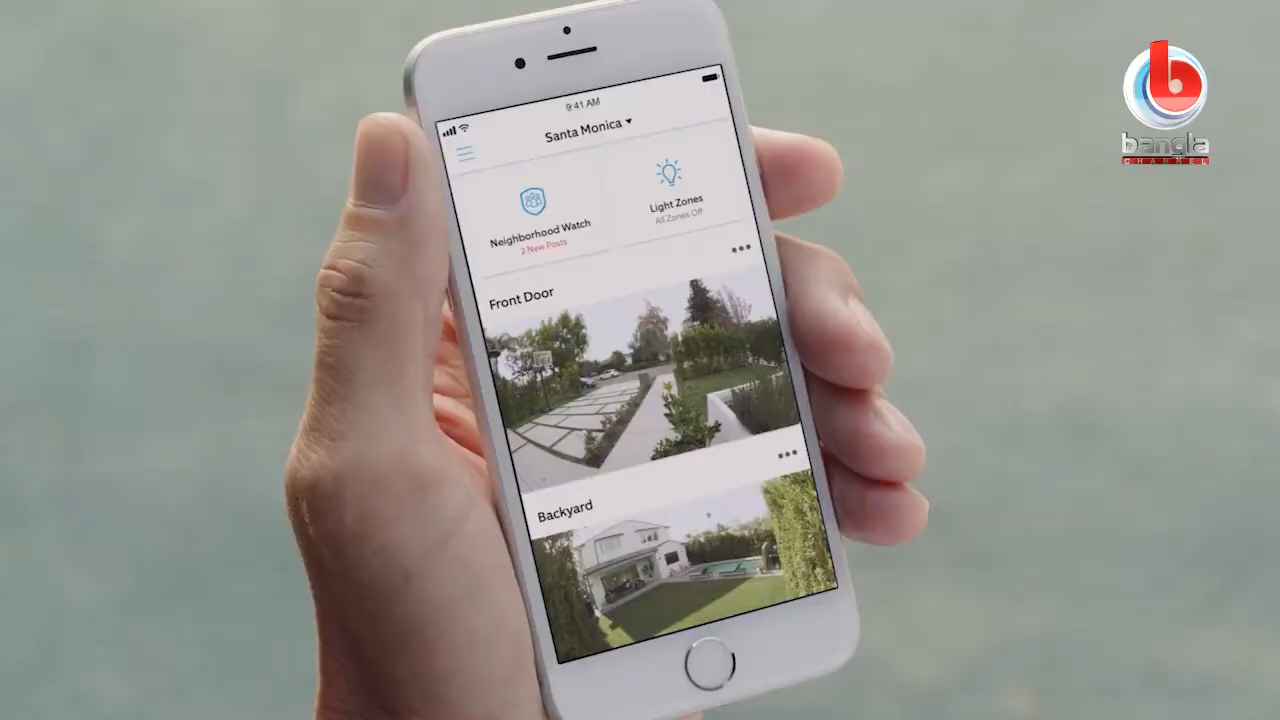 9:41 AM
Santa Monica
Neighborhood Watch
2 New Posts
Light Zones
All Zones Off
Front Door
Backyard
b
bangla
CHANNEL